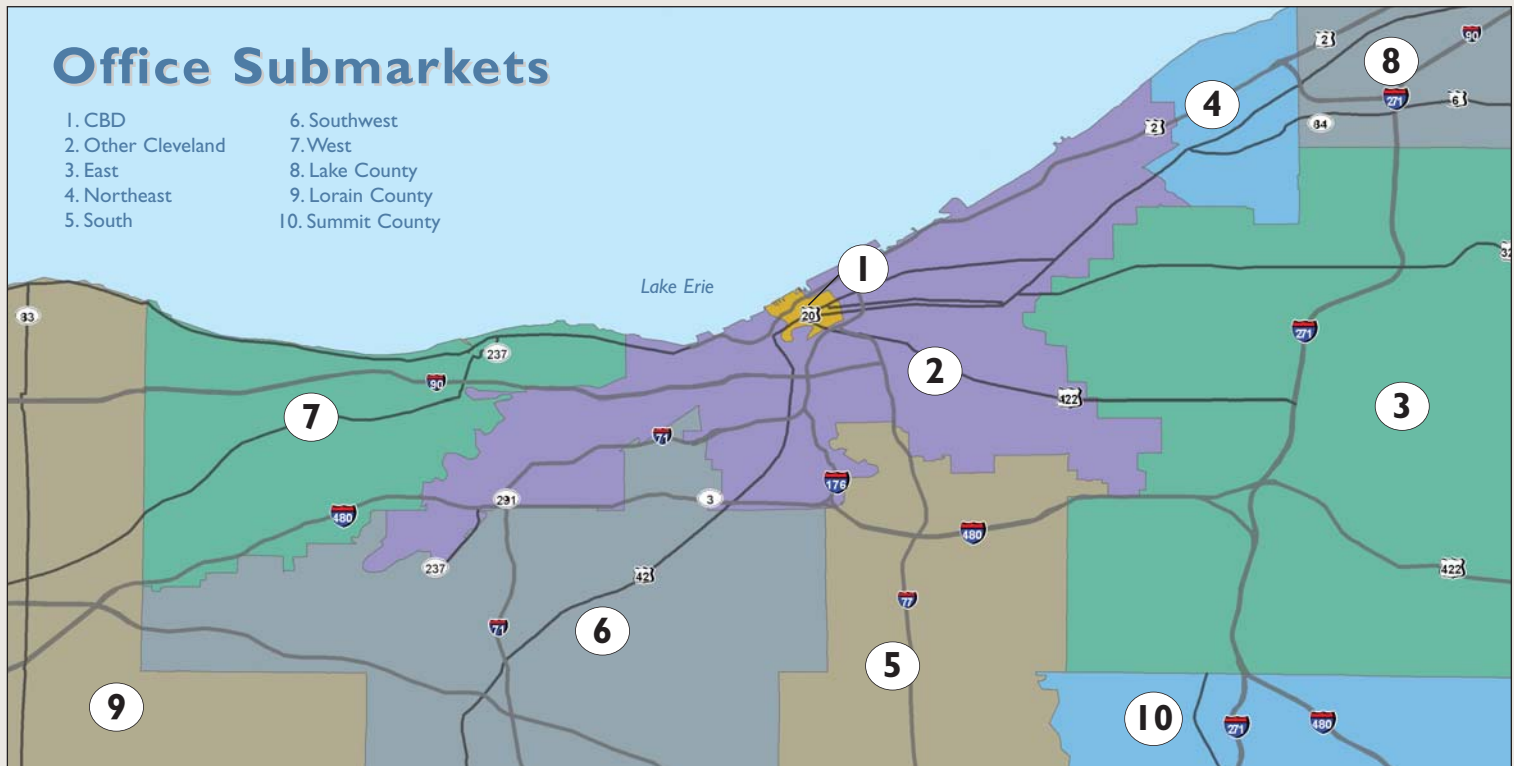 Office Submarkets
1. CBD
2. Other Cleveland
3. East
4. Northeast
5. South
6. Southwest
7. West
8. Lake County
9. Lorain County
10. Summit County
Lake Erie
2
90
8
271
6
84
4
2
1
20
83
237
90
7
71
2
422
271
3
176
291
3
480
480
237
42
422
77
71
6
5
9
10
271
480